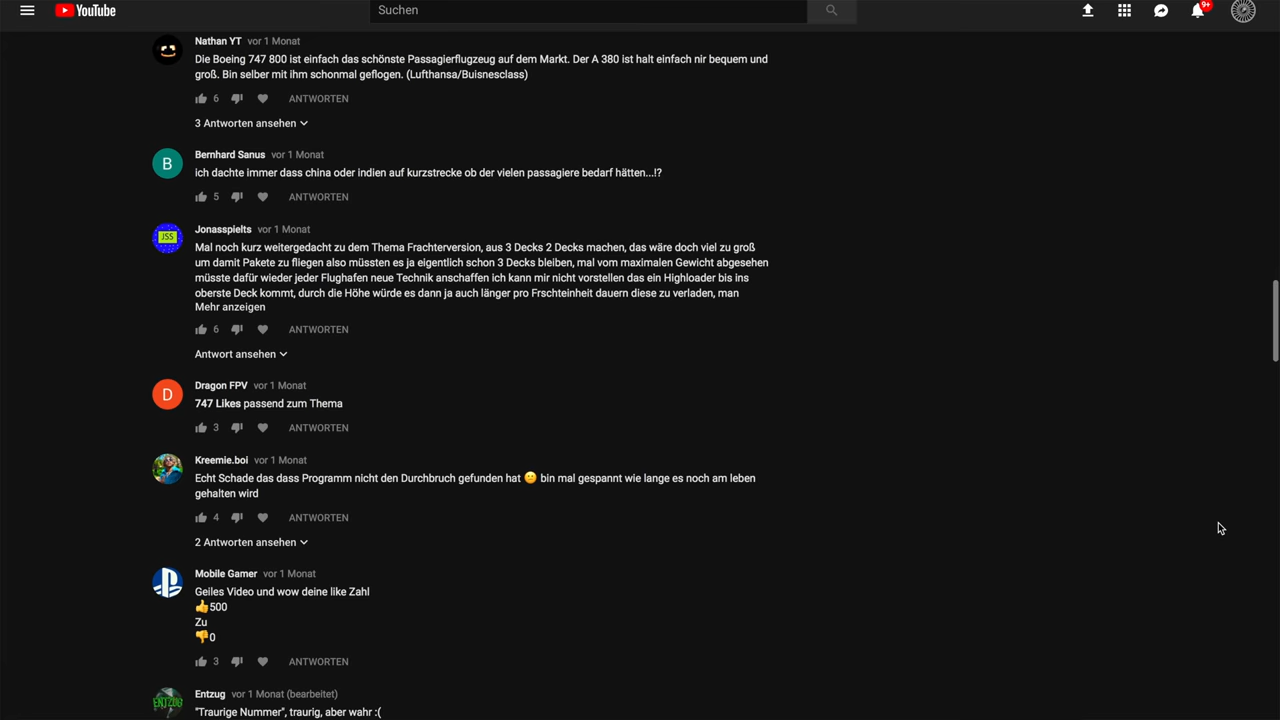 YouTube
Suchen
9+
Nathan YT vor 1 Monat
Die Boeing 747 800 ist einfach das schönste Passagierflugzeug auf dem Markt. Der A 380 ist halt einfach nir bequem und
groß. Bin selber mit ihm schonmal geflogen. (Lufthansa/Buisnesclass)
6 ANTWORTEN
3 Antworten ansehen
B
Bernhard Sanus vor 1 Monat
ich dachte immer dass china oder indien auf kurzstrecke ob der vielen passagiere bedarf hätten...!?
5 ANTWORTEN
JSS
Jonasspielts vor 1 Monat
Mal noch kurz weitergedacht zu dem Thema Frachterversion, aus 3 Decks 2 Decks machen, das wäre doch viel zu groß
um damit Pakete zu fliegen also müssten es ja eigentlich schon 3 Decks bleiben, mal vom maximalen Gewicht abgesehen
müsste dafür wieder jeder Flughafen neue Technik anschaffen ich kann mir nicht vorstellen das ein Highloader bis ins
oberste Deck kommt, durch die Höhe würde es dann ja auch länger pro Frschteinheit dauern diese zu verladen, man
Mehr anzeigen
6 ANTWORTEN
Antwort ansehen
D
Dragon FPV vor 1 Monat
747 Likes passend zum Thema
3 ANTWORTEN
Kreemie.boi vor 1 Monat
Echt Schade das dass Programm nicht den Durchbruch gefunden hat 😕 bin mal gespannt wie lange es noch am leben
gehalten wird
4 ANTWORTEN
2 Antworten ansehen
Mobile Gamer vor 1 Monat
Geiles Video und wow deine like Zahl
👍500
Zu
👎0
3 ANTWORTEN
ENTZUG
Entzug vor 1 Monat (bearbeitet)
"Traurige Nummer", traurig, aber wahr :(